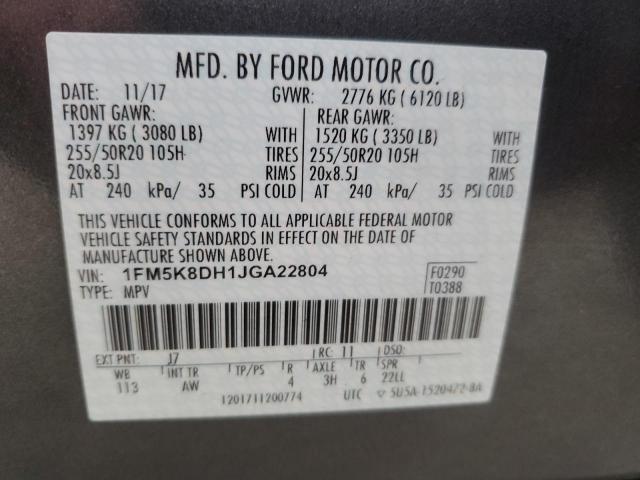 MFD. BY FORD MOTOR CO.
DATE: 11/17 GVWR: 2776 KG ( 6120 LB)
FRONT GAWR: REAR GAWR:
1397 KG ( 3080 LB) WITH 1520 KG ( 3350 LB) WITH
255/50R20 105H TIRES 255/50R20 105H TIRES
20x8.5J RIMS 20x8.5J RIMS
AT 240 kPa/ 35 PSI COLD AT 240 kPa/ 35 PSI COLD
THIS VEHICLE CONFORMS TO ALL APPLICABLE FEDERAL MOTOR
VEHICLE SAFETY STANDARDS IN EFFECT ON THE DATE OF
MANUFACTURE SHOWN ABOVE.
VIN: 1FM5K8DH1JGA22804 F0290
TYPE: MPV T0388
EXT PNT: J7 RC: 11 DSO:
WB INT TR TP/PS R AXLE TR SPR
113 AW 4 3H 6 22LL
1201711200774 UTC ▽ 5U5A-1520472-BA